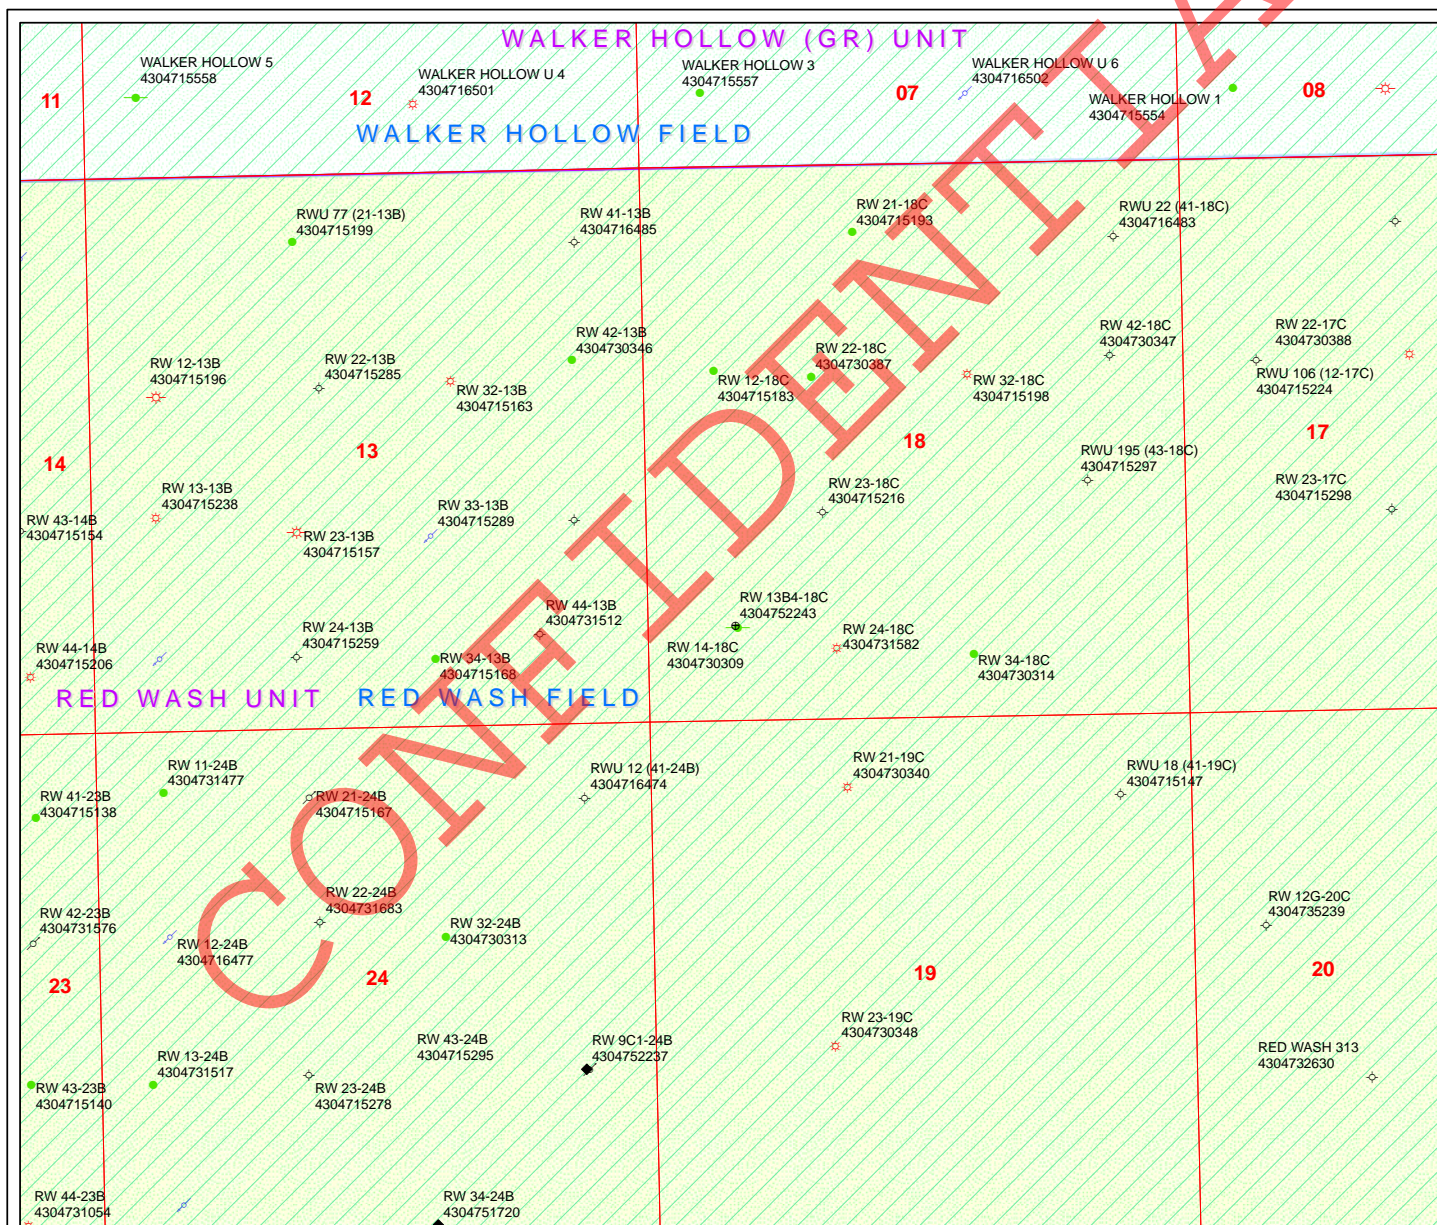 WALKER HOLLOW (GR) UNIT
WALKER HOLLOW 5
4304715558
WALKER HOLLOW U 4
4304716501
WALKER HOLLOW 3
4304715557
WALKER HOLLOW U 6
4304716502
WALKER HOLLOW 1
4304715554
11
12
07
08
WALKER HOLLOW FIELD
RWU 77 (21-13B)
4304715199
RW 41-13B
4304716485
RW 21-18C
4304715193
RWU 22 (41-18C)
4304716483
RW 12-13B
4304715196
RW 22-13B
4304715285
RW 32-13B
4304715163
RW 42-13B
4304730346
RW 12-18C
4304715183
RW 22-18C
4304730387
RW 32-18C
4304715198
RW 42-18C
4304730347
RW 22-17C
4304730388
RWU 106 (12-17C)
4304715224
14
13
18
17
RW 43-14B
4304715154
RW 13-13B
4304715238
RW 23-13B
4304715157
RW 33-13B
4304715289
RW 23-18C
4304715216
RWU 195 (43-18C)
4304715297
RW 23-17C
4304715298
RW 44-14B
4304715206
RW 24-13B
4304715259
RW 34-13B
4304715168
RW 44-13B
4304731512
RW 13B4-18C
4304752243
RW 14-18C
4304730309
RW 24-18C
4304731582
RW 34-18C
4304730314
RED WASH UNIT
RED WASH FIELD
RW 41-23B
4304715138
RW 11-24B
4304731477
RW 21-24B
4304715167
RWU 12 (41-24B)
4304716474
RW 21-19C
4304730340
RWU 18 (41-19C)
4304715147
RW 42-23B
4304731576
RW 12-24B
4304716477
RW 22-24B
4304731683
RW 32-24B
4304730313
RW 12G-20C
4304735239
23
24
19
20
RW 43-23B
4304715140
RW 13-24B
4304731517
RW 23-24B
4304715278
RW 43-24B
4304715295
RW 9C1-24B
4304752237
RW 23-19C
4304730348
RED WASH 313
4304732630
RW 44-23B
4304731054
RW 34-24B
4304751720
CONFIDENTIA